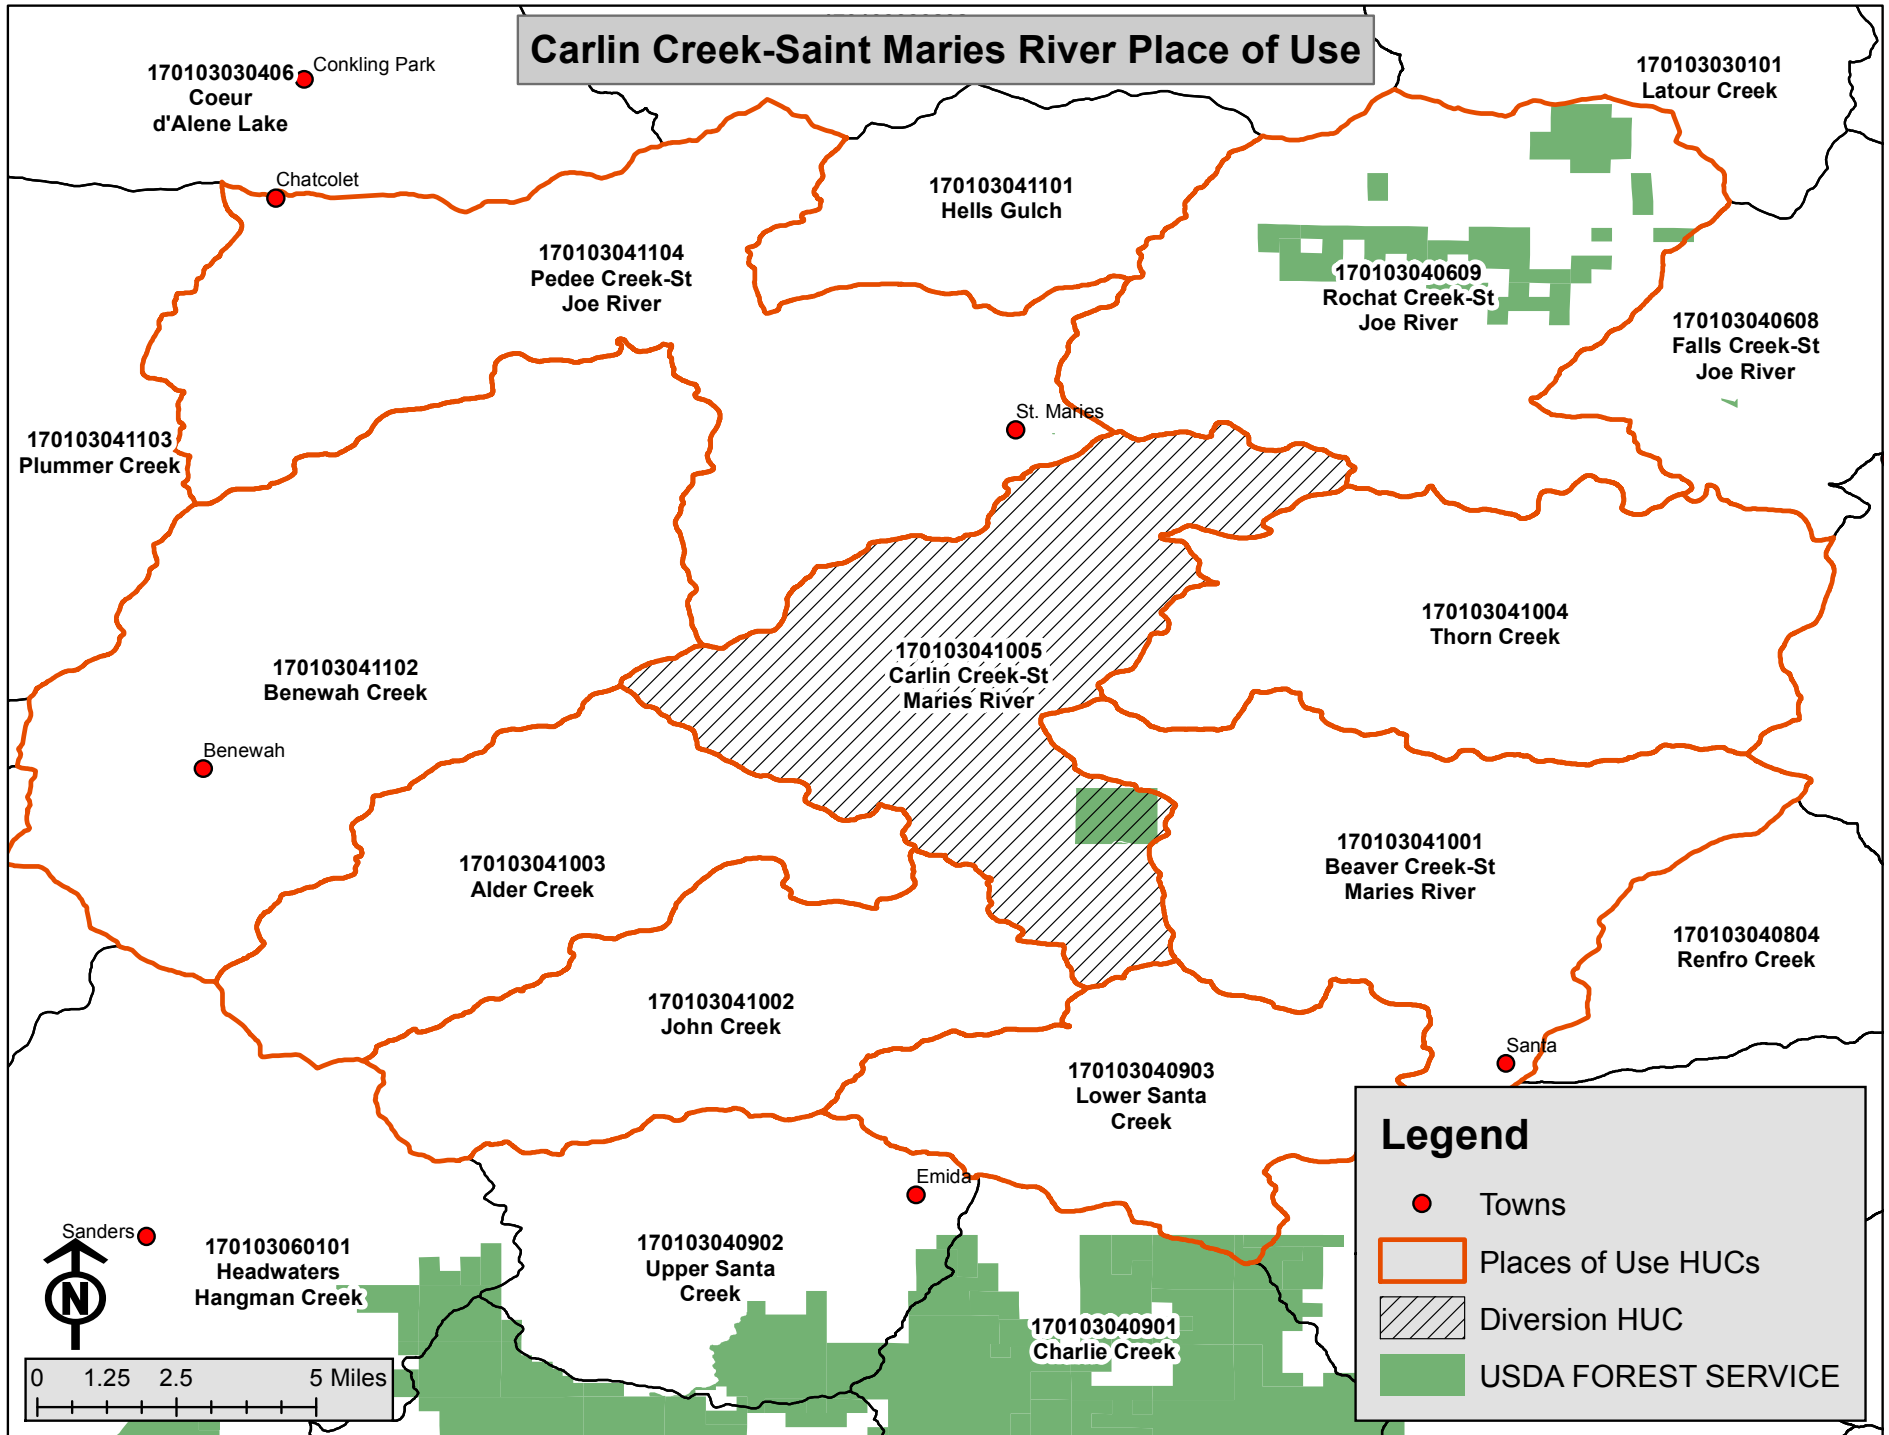 Carlin Creek-Saint Maries River Place of Use
170103030406
Coeur
d'Alene Lake
Conkling Park
170103030101
Latour Creek
Chatcolet
170103041101
Hells Gulch
170103041104
Pedee Creek-St
Joe River
170103040609
Rochat Creek-St
Joe River
170103040608
Falls Creek-St
Joe River
170103041103
Plummer Creek
St. Maries
170103041004
Thorn Creek
170103041005
Carlin Creek-St
Maries River
170103041102
Benewah Creek
Benewah
170103041003
Alder Creek
170103041001
Beaver Creek-St
Maries River
170103040804
Renfro Creek
170103041002
John Creek
Santa
170103040903
Lower Santa
Creek
Emida
Sanders
170103060101
Headwaters
Hangman Creek
170103040902
Upper Santa
Creek
170103040901
Charlie Creek
N
0 1.25 2.5 5 Miles
Legend
Towns
Places of Use HUCs
Diversion HUC
USDA FOREST SERVICE